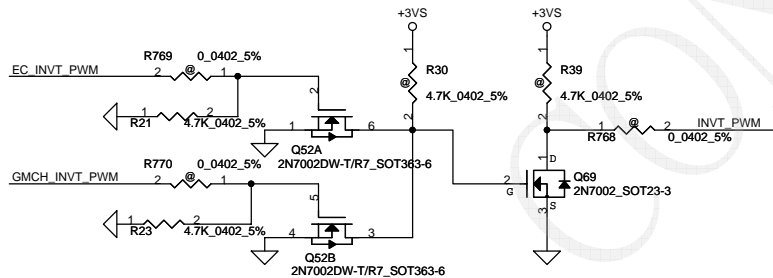 +3VS
+3VS
R769
0_0402_5%
EC_INVT_PWM
2
@
1
1
R30
@
4.7K_0402_5%
2
1
R39
@
4.7K_0402_5%
2
1
R21
2
4.7K_0402_5%
2
1
6
Q52A
2N7002DW-T/R7_SOT363-6
R770
0_0402_5%
GMCH_INVT_PWM
2
@
1
1
R23
2
4.7K_0402_5%
5
4
3
Q52B
2N7002DW-T/R7_SOT363-6
1
@
2
INVT_PWM
R768
0_0402_5%
1
D
2
G
Q69
2N7002_SOT23-3
S
3
CON